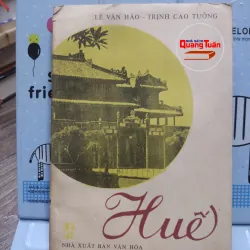 LÊ VĂN HẢO - TRỊNH CAO TƯỞNG
Quang Tuấn
Huế
NHÀ XUẤT BẢN VĂN HÓA